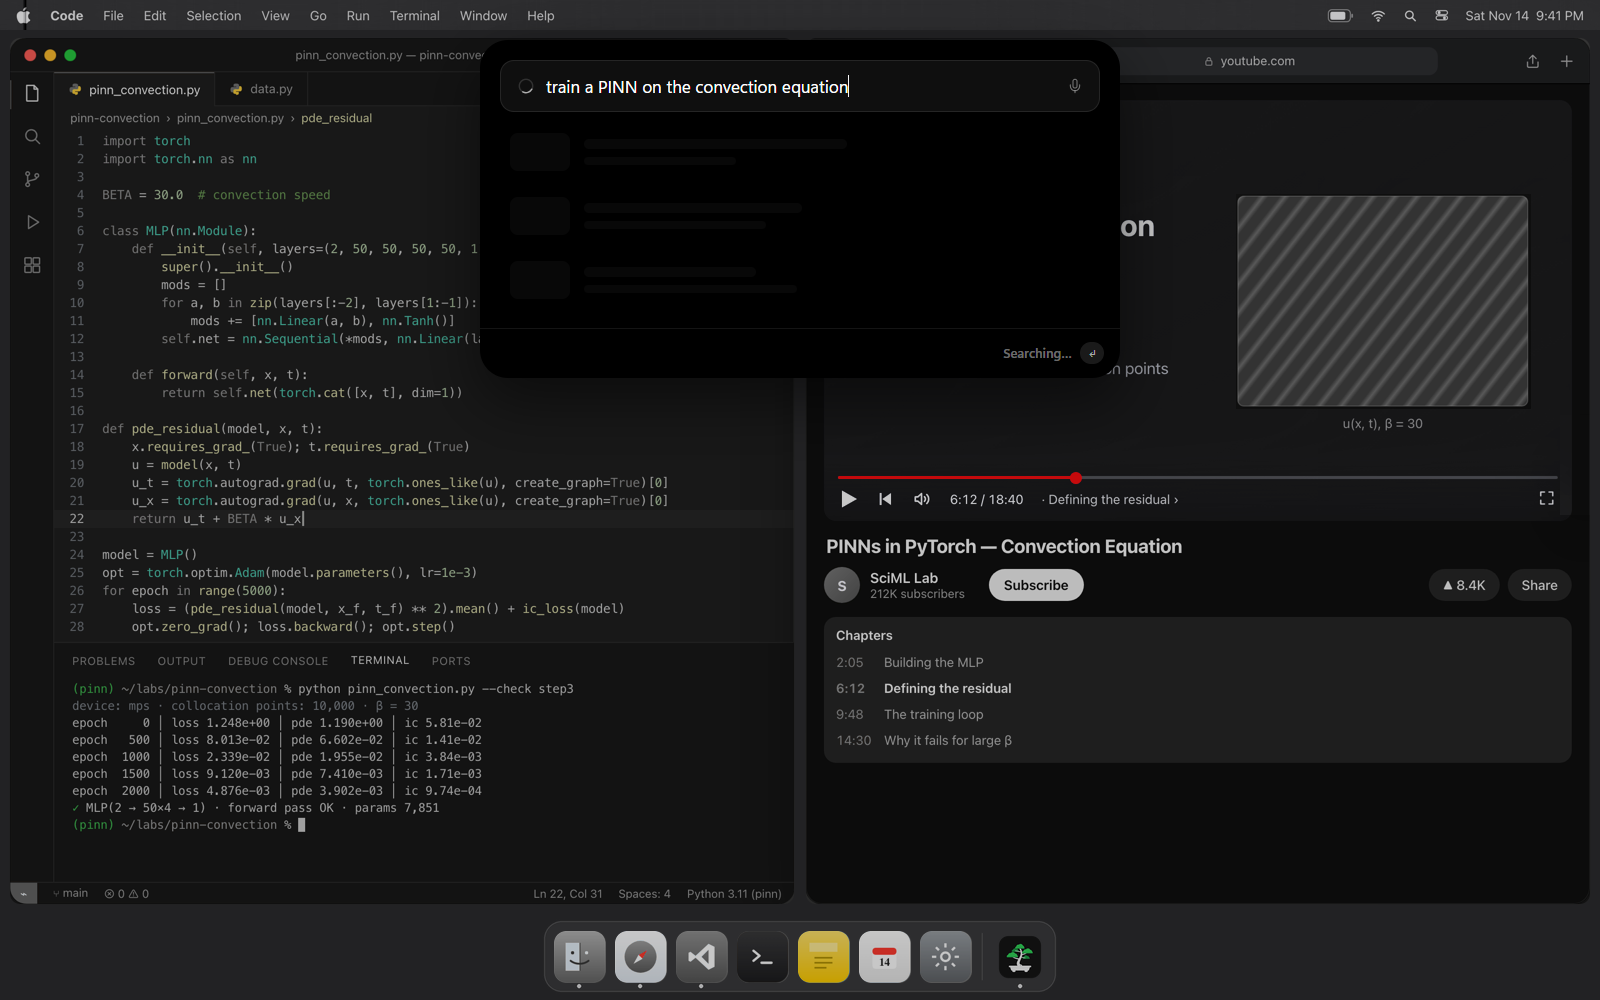 Code File Edit Selection View Go Run Terminal Window Help
Sat Nov 14 9:41 PM
pinn_convection.py — pinn-conve
pinn_convection.py
data.py
pinn-convection › pinn_convection.py › pde_residual
1 import torch
2 import torch.nn as nn
3
4 BETA = 30.0 # convection speed
5
6 class MLP(nn.Module):
7 def __init__(self, layers=(2, 50, 50, 50, 50, 1
8 super().__init__()
9 mods = []
10 for a, b in zip(layers[:-2], layers[1:-1]):
11 mods += [nn.Linear(a, b), nn.Tanh()]
12 self.net = nn.Sequential(*mods, nn.Linear(la
13
14 def forward(self, x, t):
15 return self.net(torch.cat([x, t], dim=1))
16
17 def pde_residual(model, x, t):
18 x.requires_grad_(True); t.requires_grad_(True)
19 u = model(x, t)
20 u_t = torch.autograd.grad(u, t, torch.ones_like(u), create_graph=True)[0]
21 u_x = torch.autograd.grad(u, x, torch.ones_like(u), create_graph=True)[0]
22 return u_t + BETA * u_x
23
24 model = MLP()
25 opt = torch.optim.Adam(model.parameters(), lr=1e-3)
26 for epoch in range(5000):
27 loss = (pde_residual(model, x_f, t_f) ** 2).mean() + ic_loss(model)
28 opt.zero_grad(); loss.backward(); opt.step()
PROBLEMS OUTPUT DEBUG CONSOLE TERMINAL PORTS
(pinn) ~/labs/pinn-convection % python pinn_convection.py --check step3
device: mps · collocation points: 10,000 · β = 30
epoch 0 │ loss 1.248e+00 │ pde 1.190e+00 │ ic 5.81e-02
epoch 500 │ loss 8.013e-02 │ pde 6.602e-02 │ ic 1.41e-02
epoch 1000 │ loss 2.339e-02 │ pde 1.955e-02 │ ic 3.84e-03
epoch 1500 │ loss 9.120e-03 │ pde 7.410e-03 │ ic 1.71e-03
epoch 2000 │ loss 4.876e-03 │ pde 3.902e-03 │ ic 9.74e-04
✓ MLP(2 → 50×4 → 1) · forward pass OK · params 7,851
(pinn) ~/labs/pinn-convection %
main 0 0 Ln 22, Col 31 Spaces: 4 Python 3.11 (pinn)
train a PINN on the convection equation
Searching...
youtube.com
on
n points
u(x, t), β = 30
6:12 / 18:40 · Defining the residual ›
PINNs in PyTorch — Convection Equation
S
SciML Lab
212K subscribers
Subscribe
8.4K
Share
Chapters
2:05 Building the MLP
6:12 Defining the residual
9:48 The training loop
14:30 Why it fails for large β
14